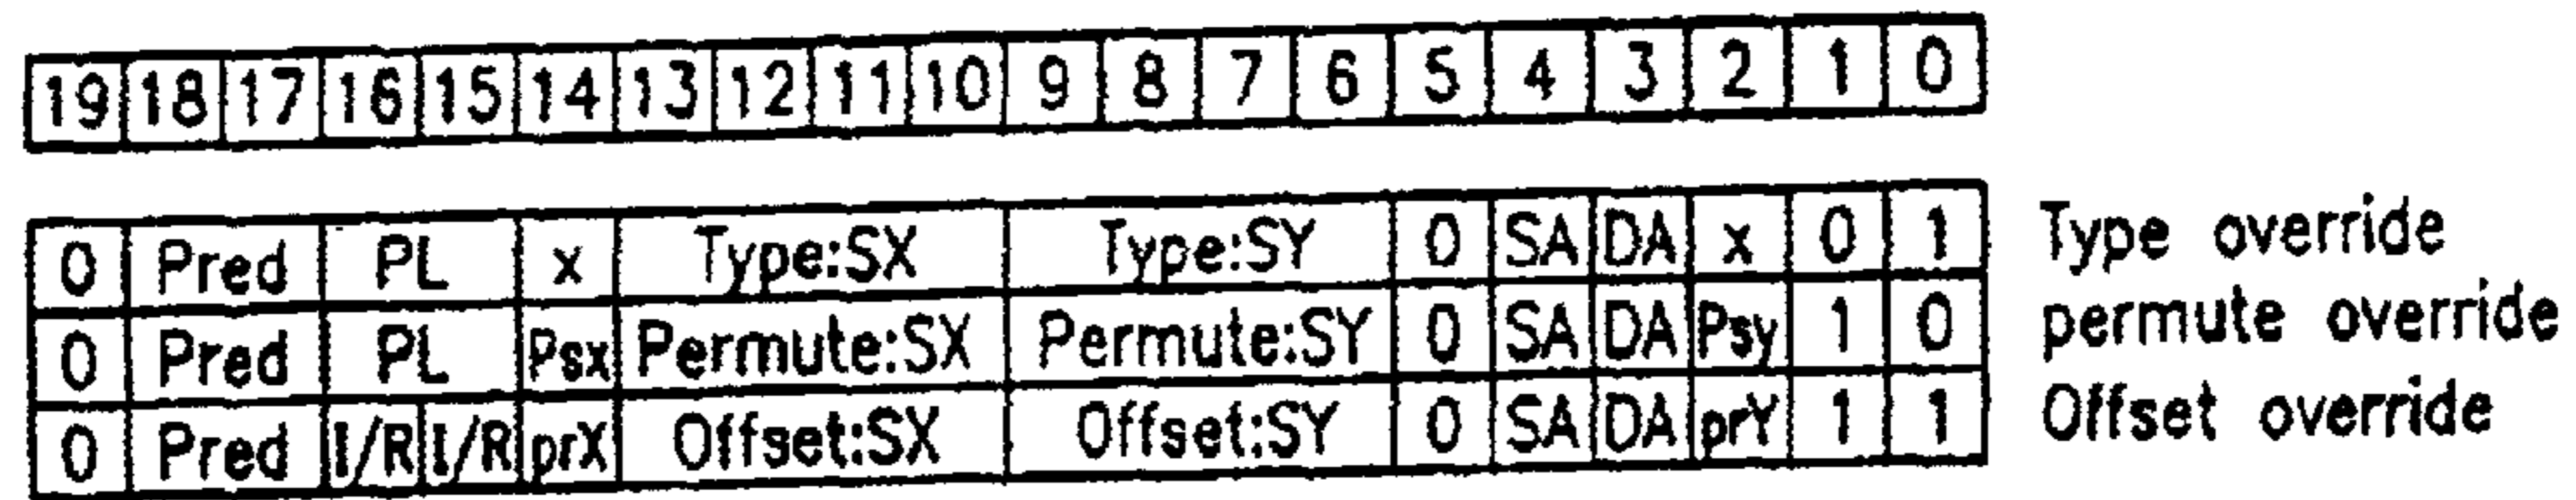 19 18 17 16 15 14 13 12 11 10 9 8 7 6 5 4 3 2 1 0
0 Pred PL x Type:SX Type:SY 0 SA DA x 0 1 Type override
0 Pred PL Psx Permute:SX Permute:SY 0 SA DA Psy 1 0 permute override
0 Pred I/R I/R prX Offset:SX Offset:SY 0 SA DA prY 1 1 Offset override